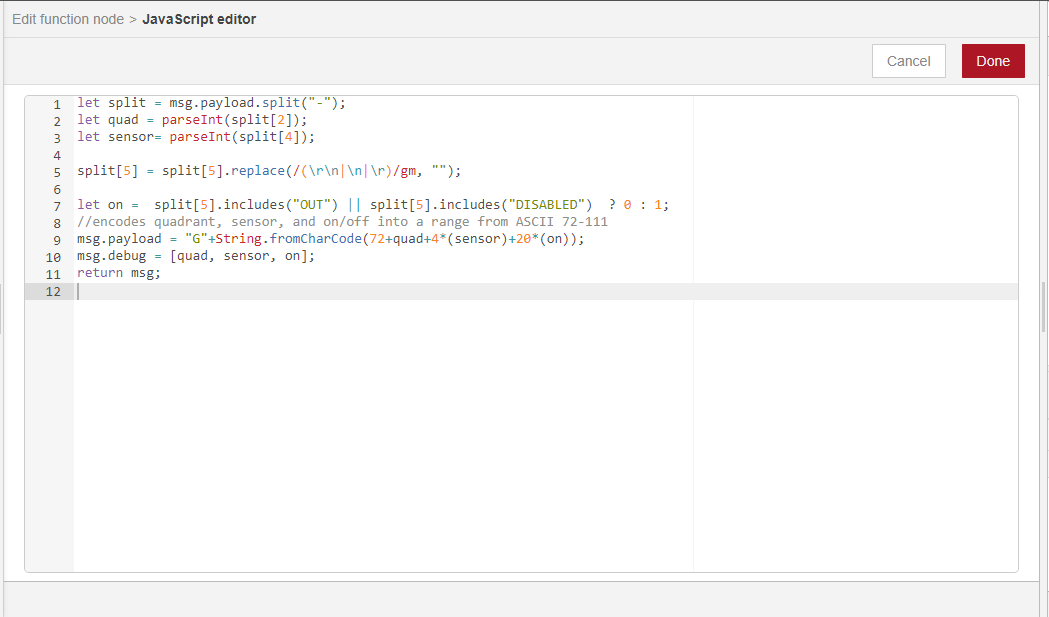 Edit function node > JavaScript editor
Cancel Done
1 let split = msg.payload.split("-");
2 let quad = parseInt(split[2]);
3 let sensor= parseInt(split[4]);
4
5 split[5] = split[5].replace(/(\r\n|\n|\r)/gm, "");
6
7 let on =  split[5].includes("OUT") || split[5].includes("DISABLED")  ? 0 : 1;
8 //encodes quadrant, sensor, and on/off into a range from ASCII 72-111
9 msg.payload = "G"+String.fromCharCode(72+quad+4*(sensor)+20*(on));
10 msg.debug = [quad, sensor, on];
11 return msg;
12